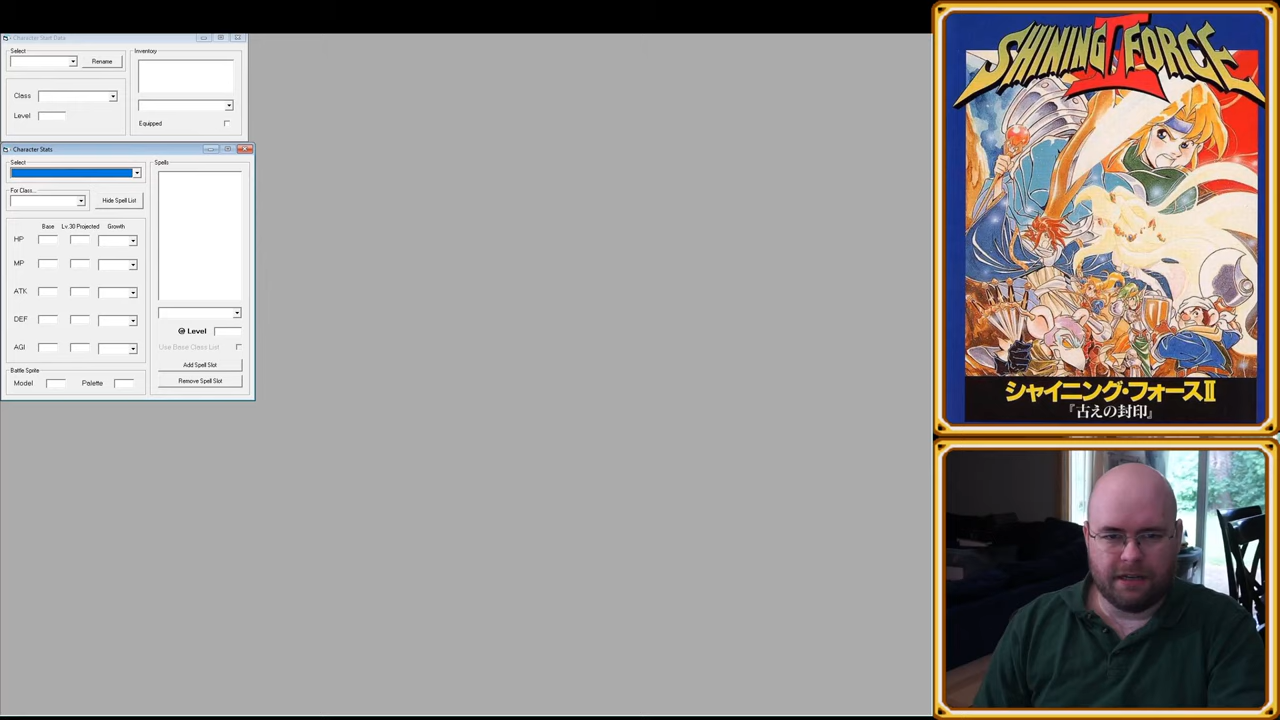 Character Start Data
Select
Rename
Class
Level
Inventory
Equipped
Character Stats
Select
For Class...
Hide Spell List
Base Lv.30 Projected Growth
HP
MP
ATK
DEF
AGI
Battle Sprite
Model Palette
Spells
@ Level
Use Base Class List
Add Spell Slot
Remove Spell Slot
SHINING FORCE
II
シャイニング・フォースII
『古えの封印』